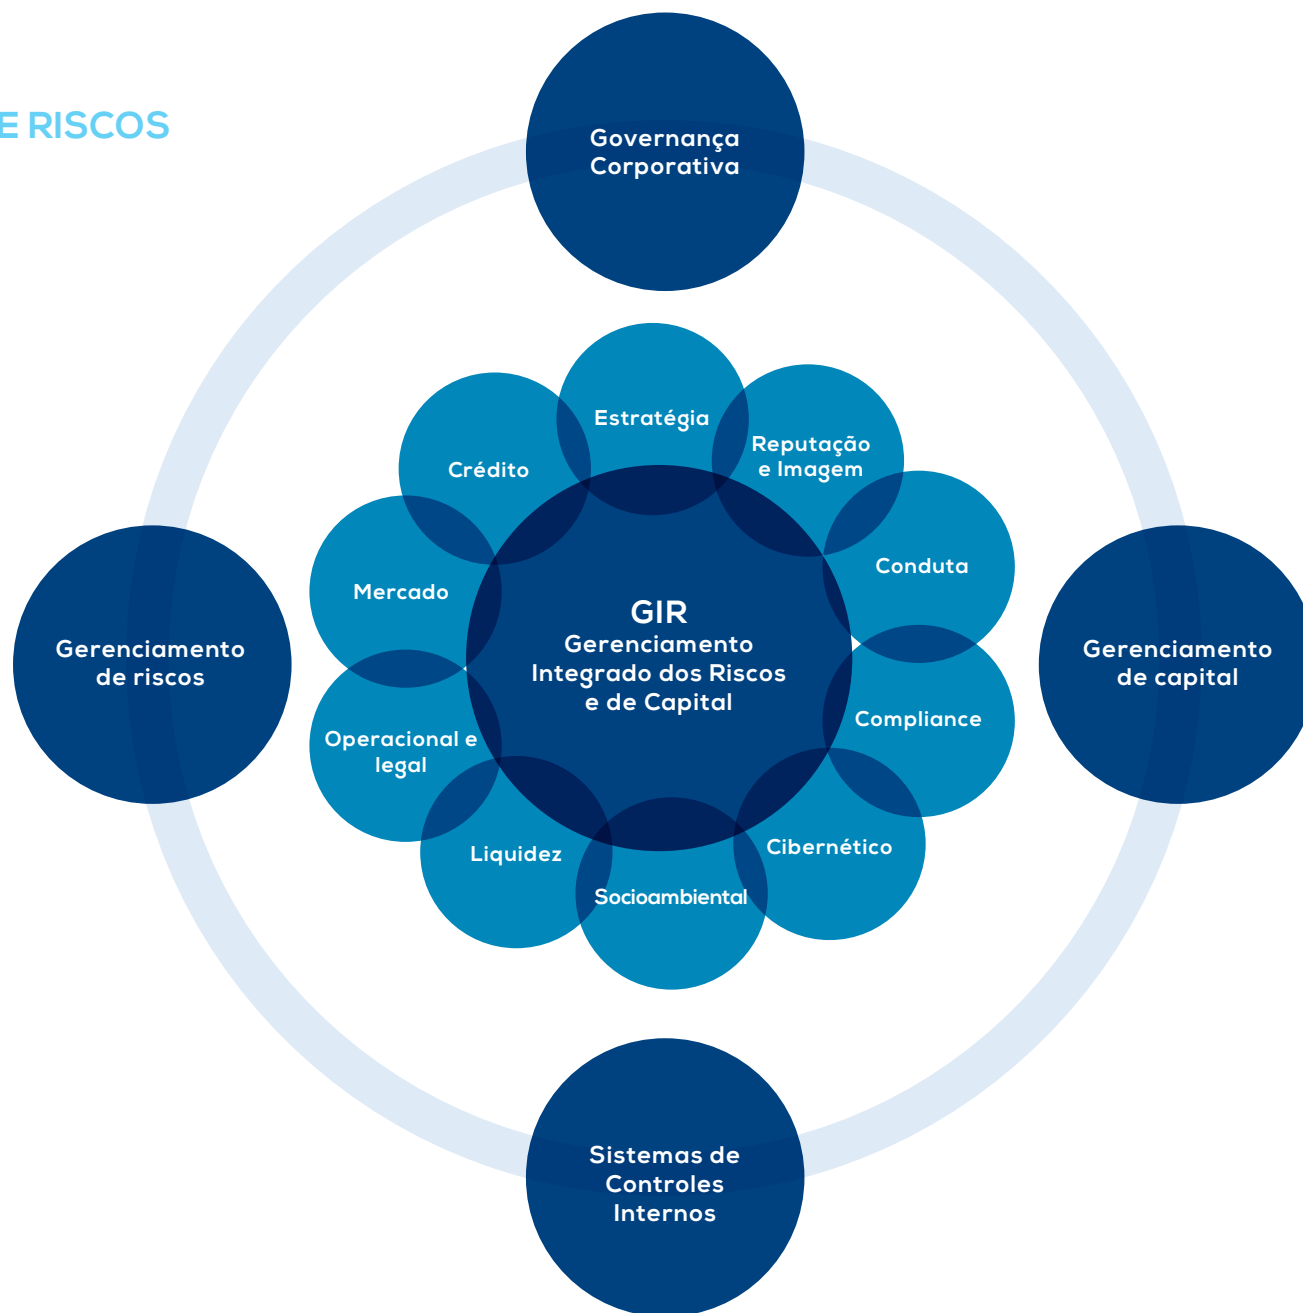 E RISCOS
Governança
Corporativa
Estratégia
Reputação
e Imagem
Crédito
Conduta
Mercado
GIR
Gerenciamento
Integrado dos Riscos
e de Capital
Gerenciamento
de riscos
Gerenciamento
de capital
Compliance
Operacional e
legal
Cibernético
Liquidez
Socioambiental
Sistemas de
Controles
Internos